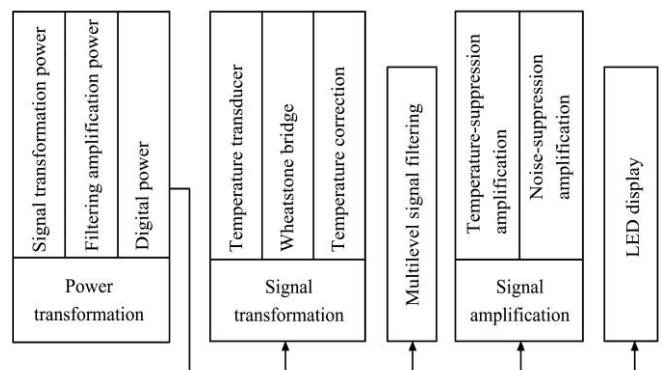 Signal transformation power
Filtering amplification power
Digital power
Power
transformation
Temperature transducer
Wheatstone bridge
Temperature correction
Signal
transformation
Multilevel signal filtering
Temperature-suppression
amplification
Noise-suppression
amplification
Signal
amplification
LED display